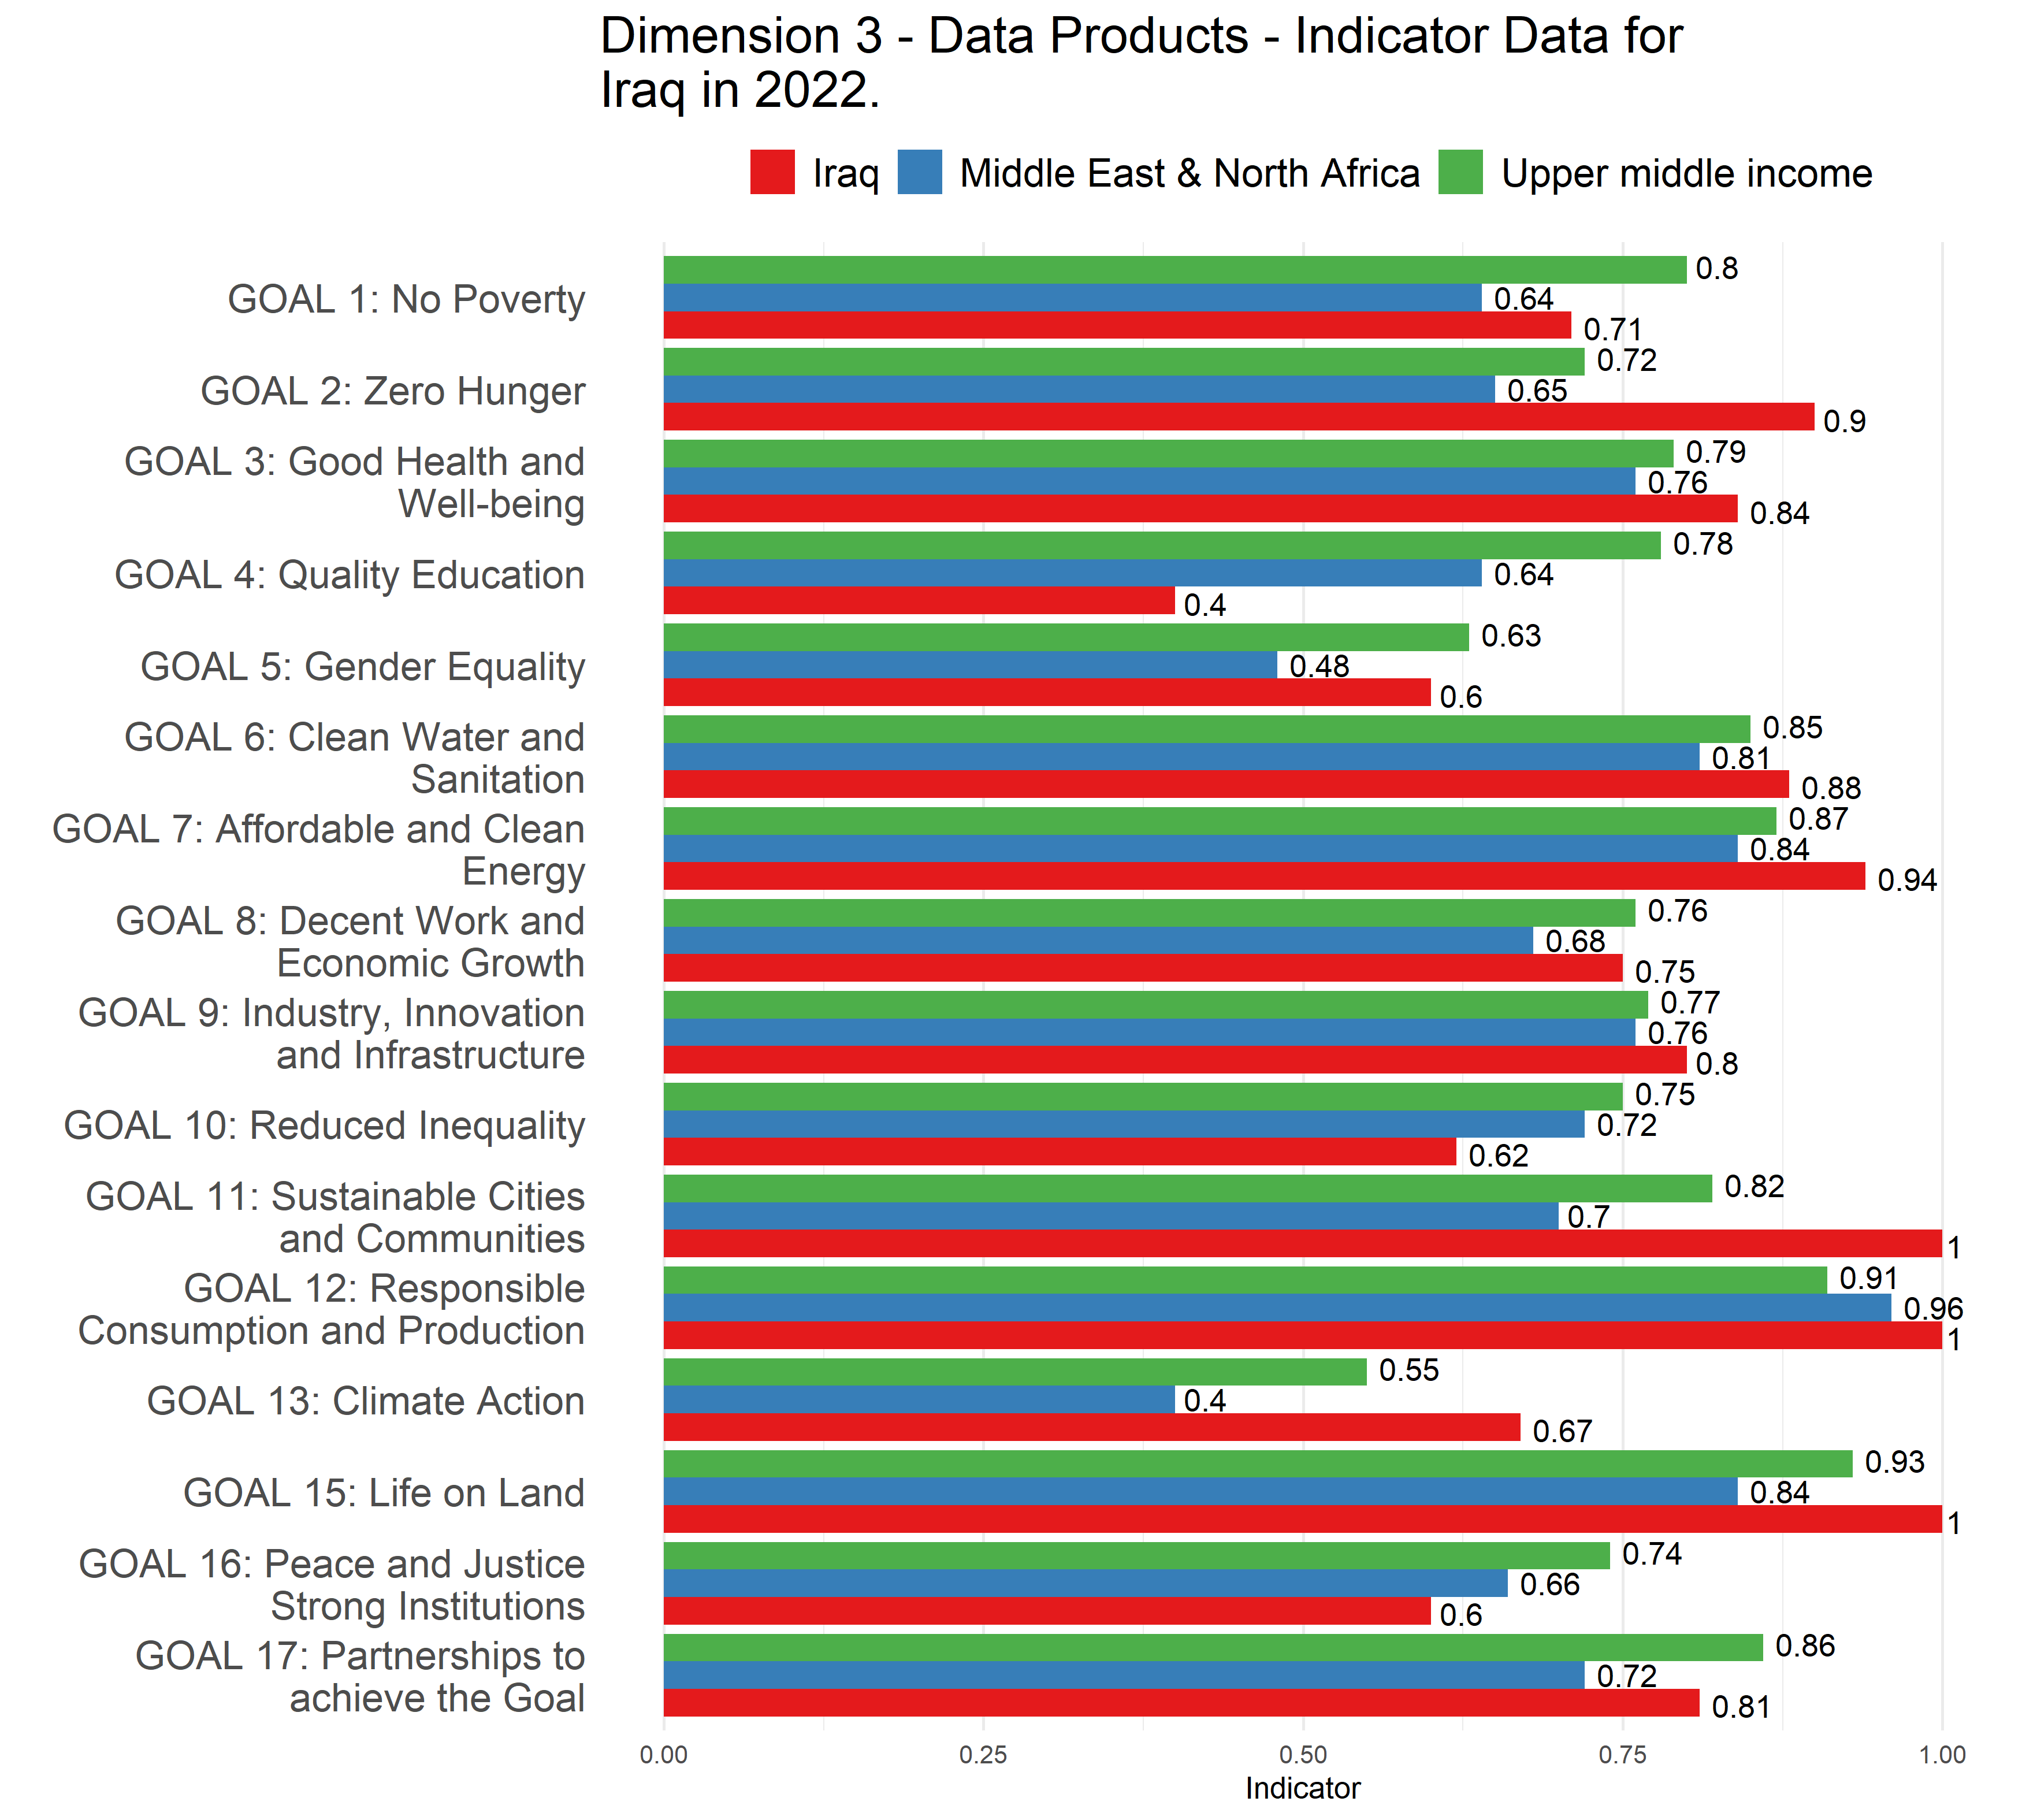 Dimension 3 - Data Products - Indicator Data for
Iraq in 2022.
Iraq Middle East & North Africa Upper middle income
GOAL 1: No Poverty
0.8
0.64
0.71
GOAL 2: Zero Hunger
0.72
0.65
0.9
GOAL 3: Good Health and
Well-being
0.79
0.76
0.84
GOAL 4: Quality Education
0.78
0.64
0.4
GOAL 5: Gender Equality
0.63
0.48
0.6
GOAL 6: Clean Water and
Sanitation
0.85
0.81
0.88
GOAL 7: Affordable and Clean
Energy
0.87
0.84
0.94
GOAL 8: Decent Work and
Economic Growth
0.76
0.68
0.75
GOAL 9: Industry, Innovation
and Infrastructure
0.77
0.76
0.8
GOAL 10: Reduced Inequality
0.75
0.72
0.62
GOAL 11: Sustainable Cities
and Communities
0.82
0.7
1
GOAL 12: Responsible
Consumption and Production
0.91
0.96
1
GOAL 13: Climate Action
0.55
0.4
0.67
GOAL 15: Life on Land
0.93
0.84
1
GOAL 16: Peace and Justice
Strong Institutions
0.74
0.66
0.6
GOAL 17: Partnerships to
achieve the Goal
0.86
0.72
0.81
0.00 0.25 0.50 0.75 1.00
Indicator